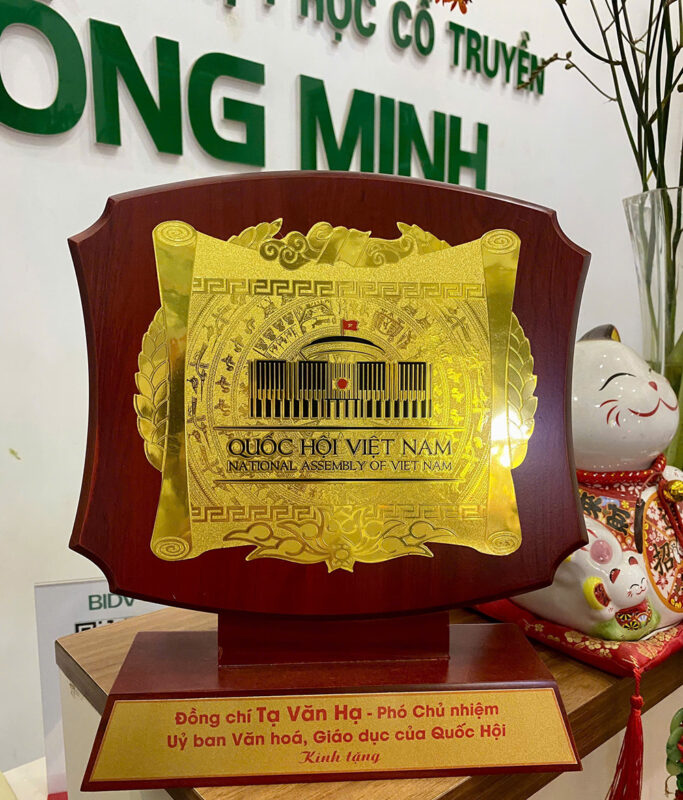 HỌC CỔ TRUYỀN
ONG MINH
QUỐC HỘI VIỆT NAM
NATIONAL ASSEMBLY OF VIET NAM
BIDV
Đồng chí Tạ Văn Hạ - Phó Chủ nhiệm
Uỷ ban Văn hoá, Giáo dục của Quốc Hội
Kính tặng